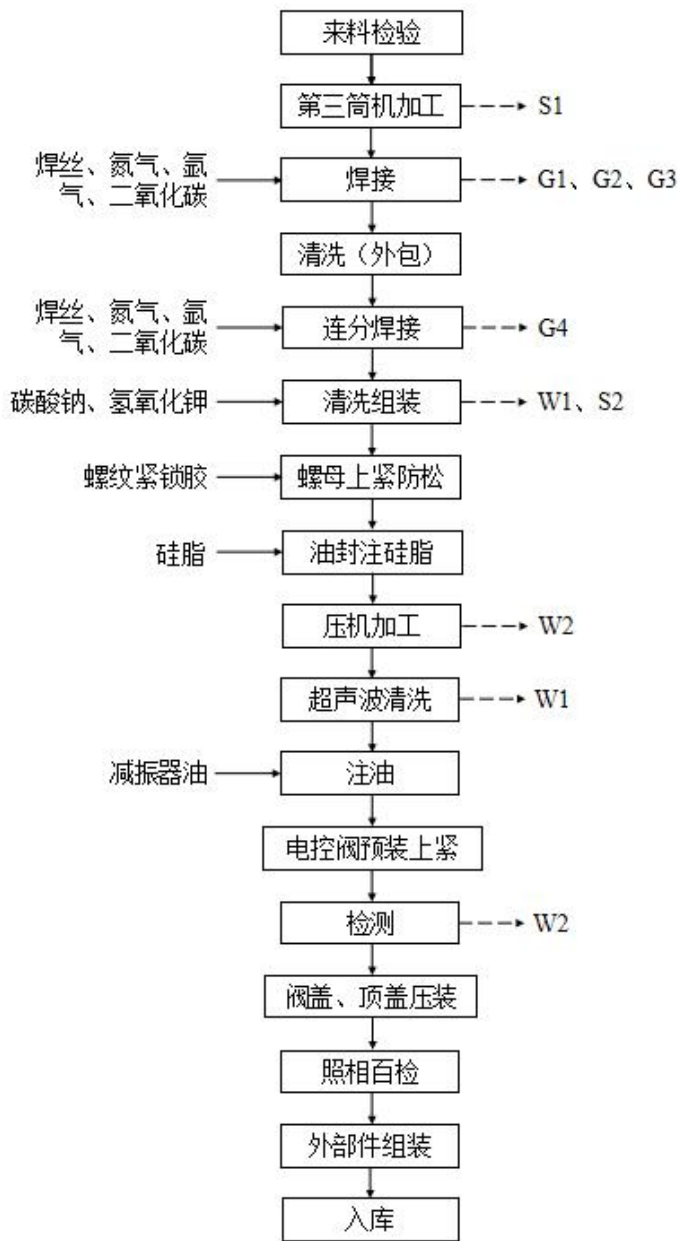 来料检验
第三筒机加工
S1
焊丝、氮气、氩
气、二氧化碳
焊接
G1、G2、G3
清洗（外包）
焊丝、氮气、氩
气、二氧化碳
连分焊接
G4
碳酸钠、氢氧化钾
清洗组装
W1、S2
螺纹紧锁胶
螺母上紧防松
硅脂
油封注硅脂
压机加工
W2
超声波清洗
W1
减振器油
注油
电控阀预装上紧
检测
W2
阀盖、顶盖压装
照相百检
外部件组装
入库